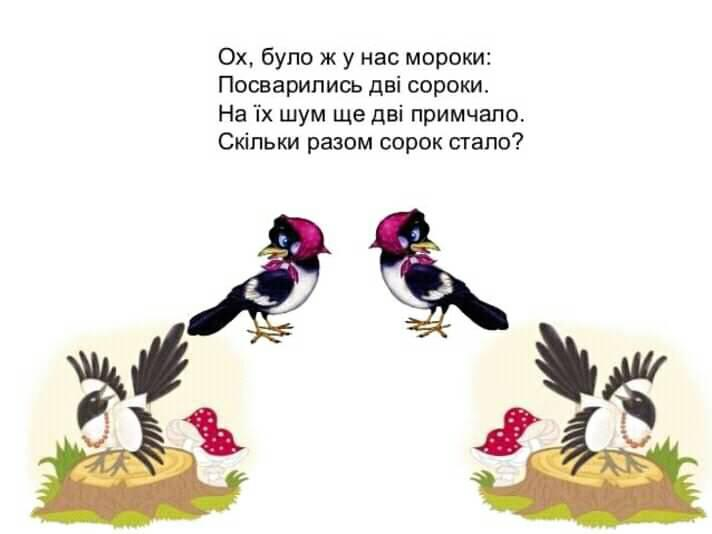 Ох, було ж у нас мороки:
Посварились дві сороки.
На їх шум ще дві примчало.
Скільки разом сорок стало?